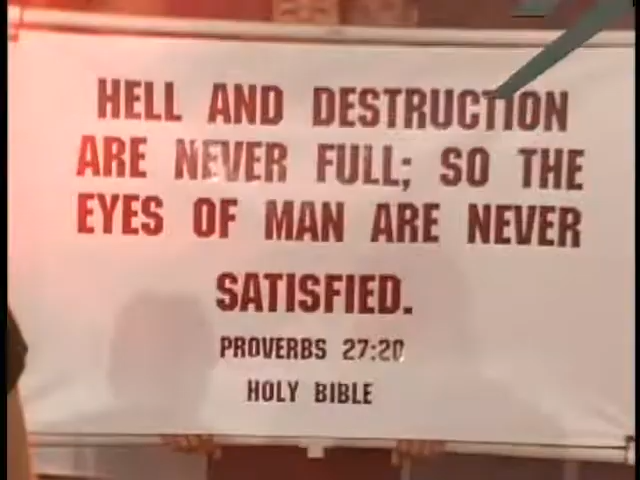 HELL AND DESTRUCTION
ARE NEVER FULL; SO THE
EYES OF MAN ARE NEVER
SATISFIED.
PROVERBS 27:20
HOLY BIBLE